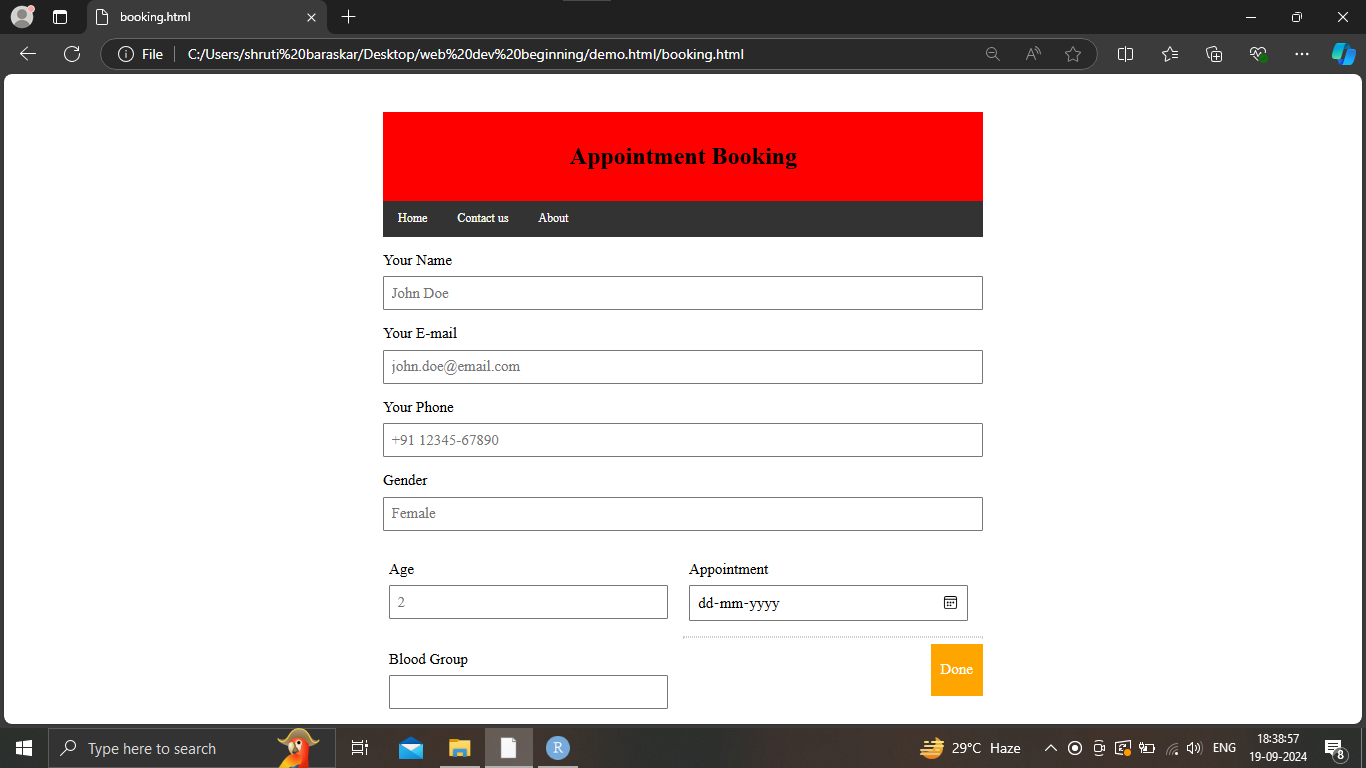 booking.html
File
C:/Users/shruti%20baraskar/Desktop/web%20dev%20beginning/demo.html/booking.html
Appointment Booking
Home Contact us About
Your Name
John Doe
Your E-mail
john.doe@email.com
Your Phone
+91 12345-67890
Gender
Female
Age Appointment
2 dd-mm-yyyy
Blood Group
Done
Type here to search
R
29°C Haze
ENG
18:38:57
19-09-2024
8